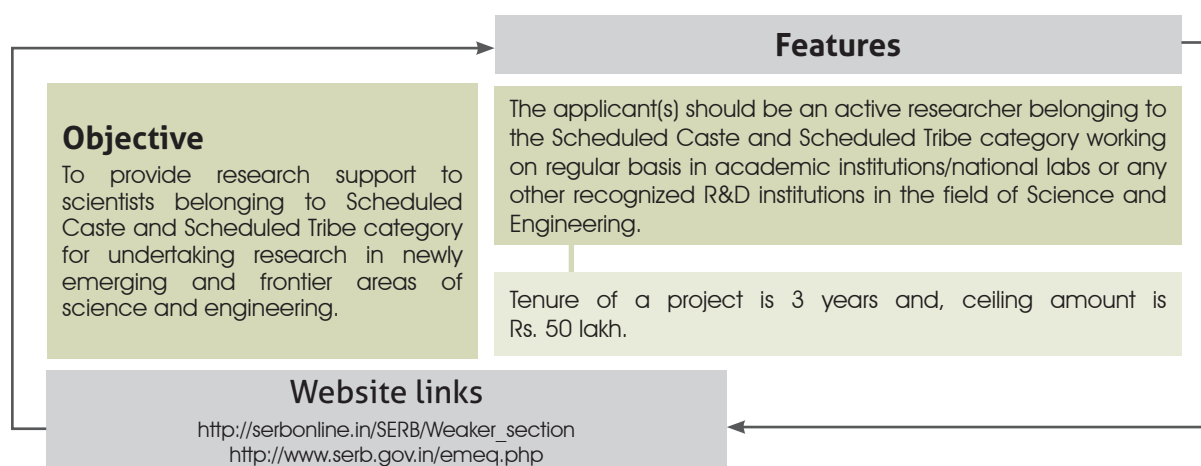 Features
Objective
To provide research support to
scientists belonging to Scheduled
Caste and Scheduled Tribe category
for undertaking research in newly
emerging and frontier areas of
science and engineering.
The applicant(s) should be an active researcher belonging to
the Scheduled Caste and Scheduled Tribe category working
on regular basis in academic institutions/national labs or any
other recognized R&D institutions in the field of Science and
Engineering.
Tenure of a project is 3 years and, ceiling amount is
Rs. 50 lakh.
Website links
http://serbonline.in/SERB/Weaker_section
http://www.serb.gov.in/emeq.php